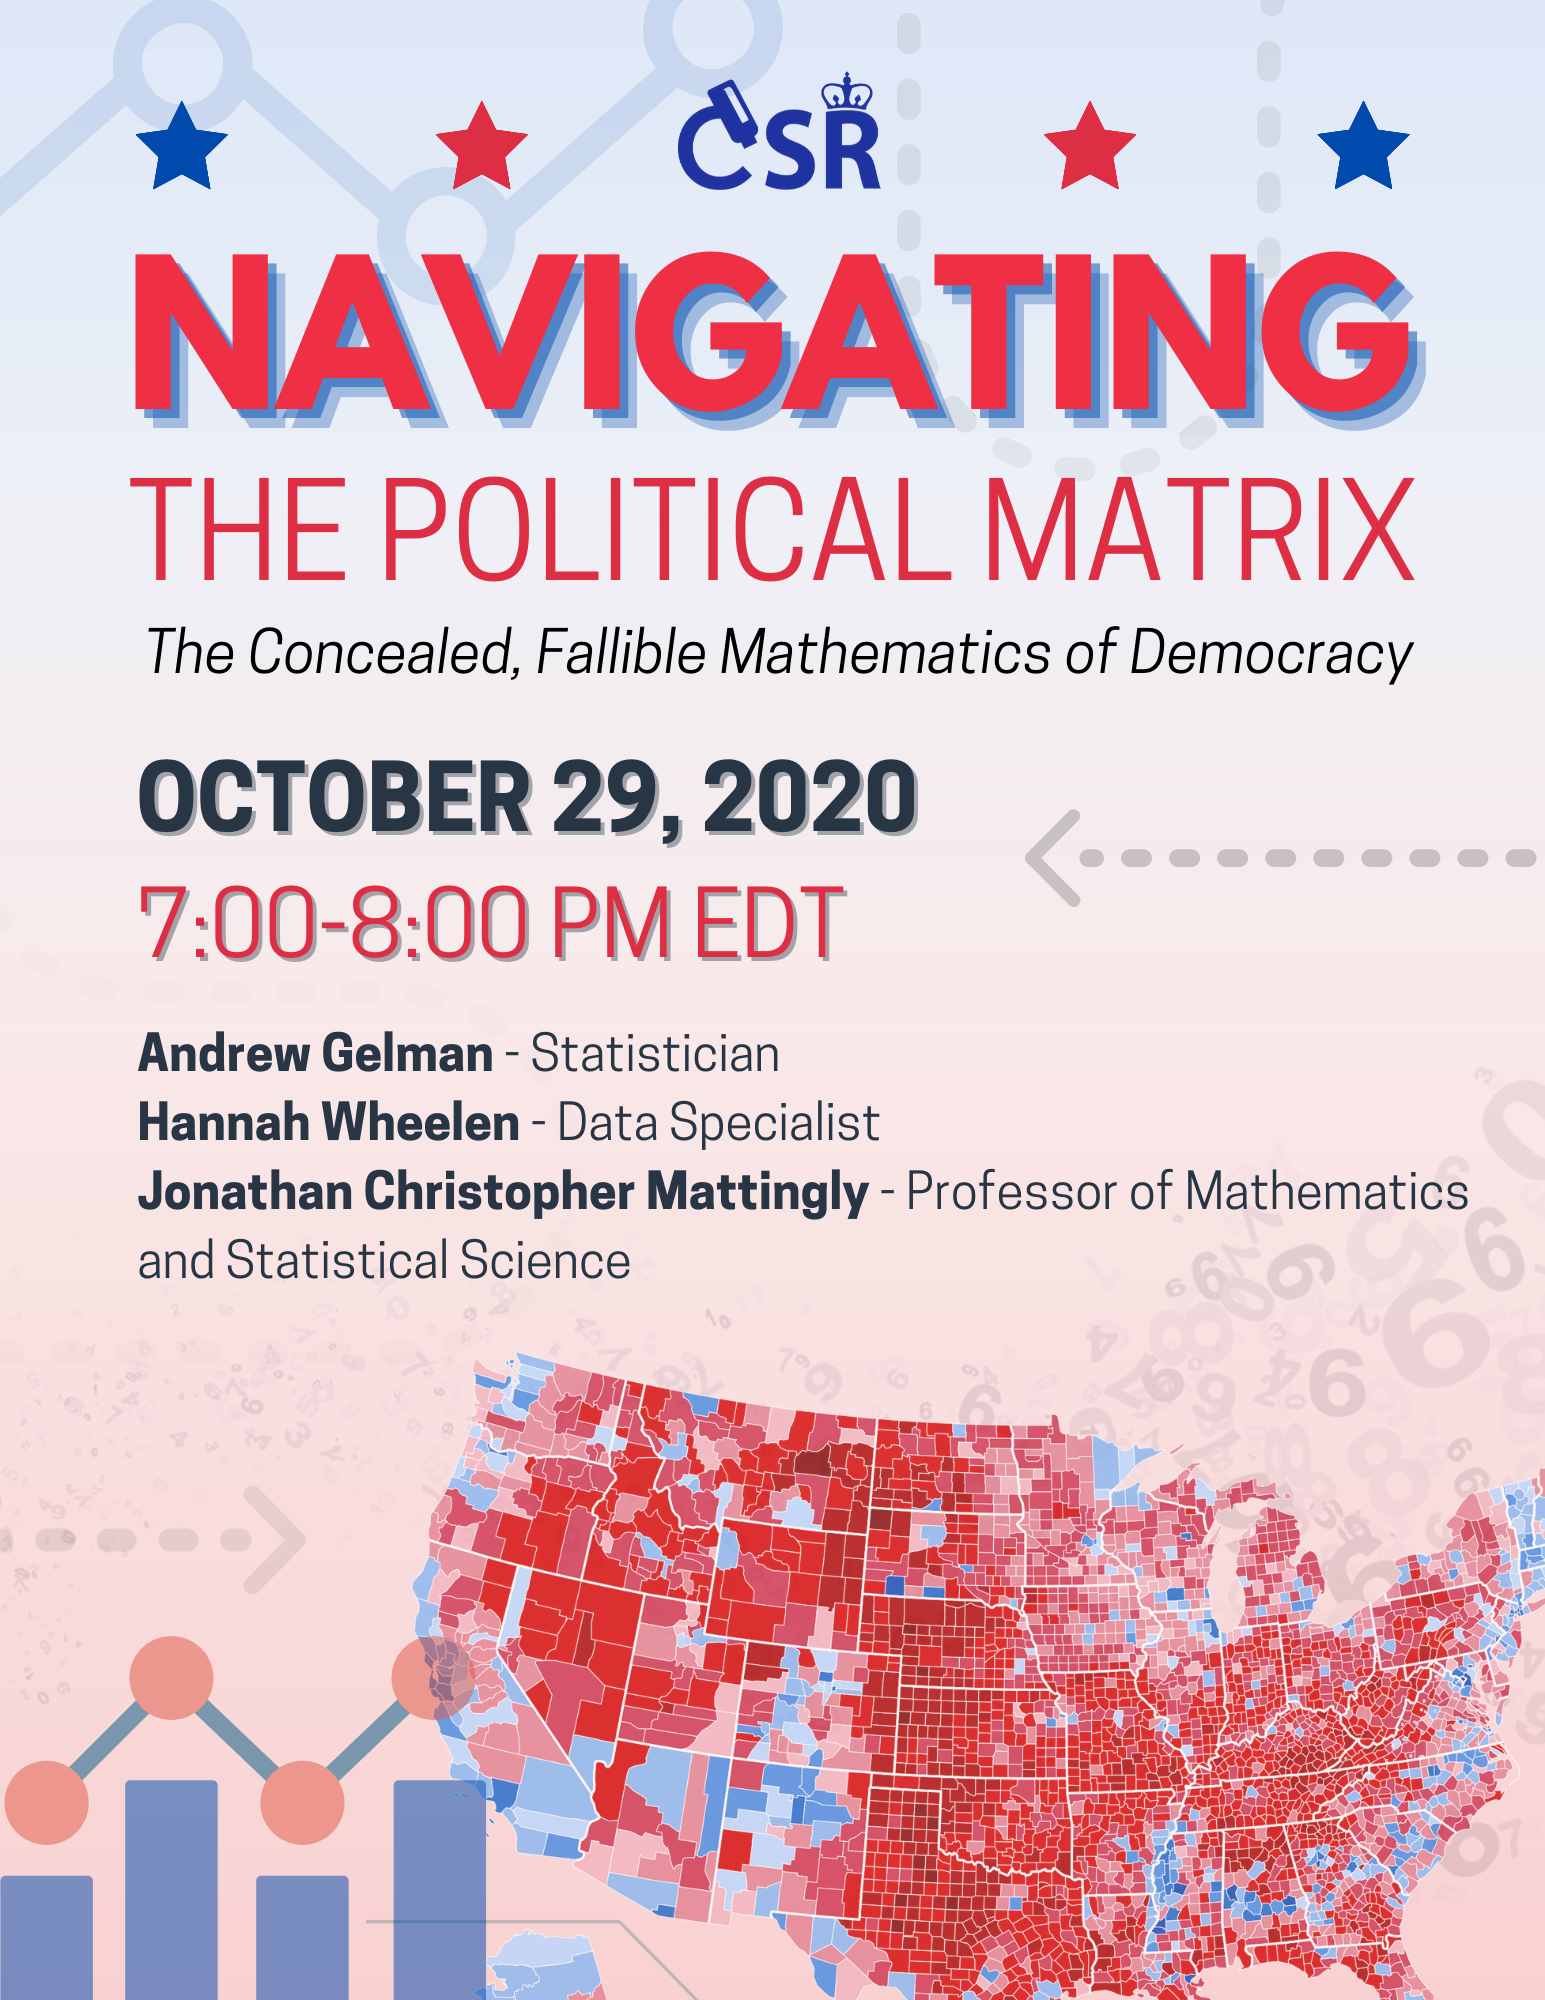 CSR
NAVIGATING
THE POLITICAL MATRIX
The Concealed, Fallible Mathematics of Democracy
OCTOBER 29, 2020
7:00-8:00 PM EDT
Andrew Gelman - Statistician
Hannah Wheelen - Data Specialist
Jonathan Christopher Mattingly - Professor of Mathematics
and Statistical Science